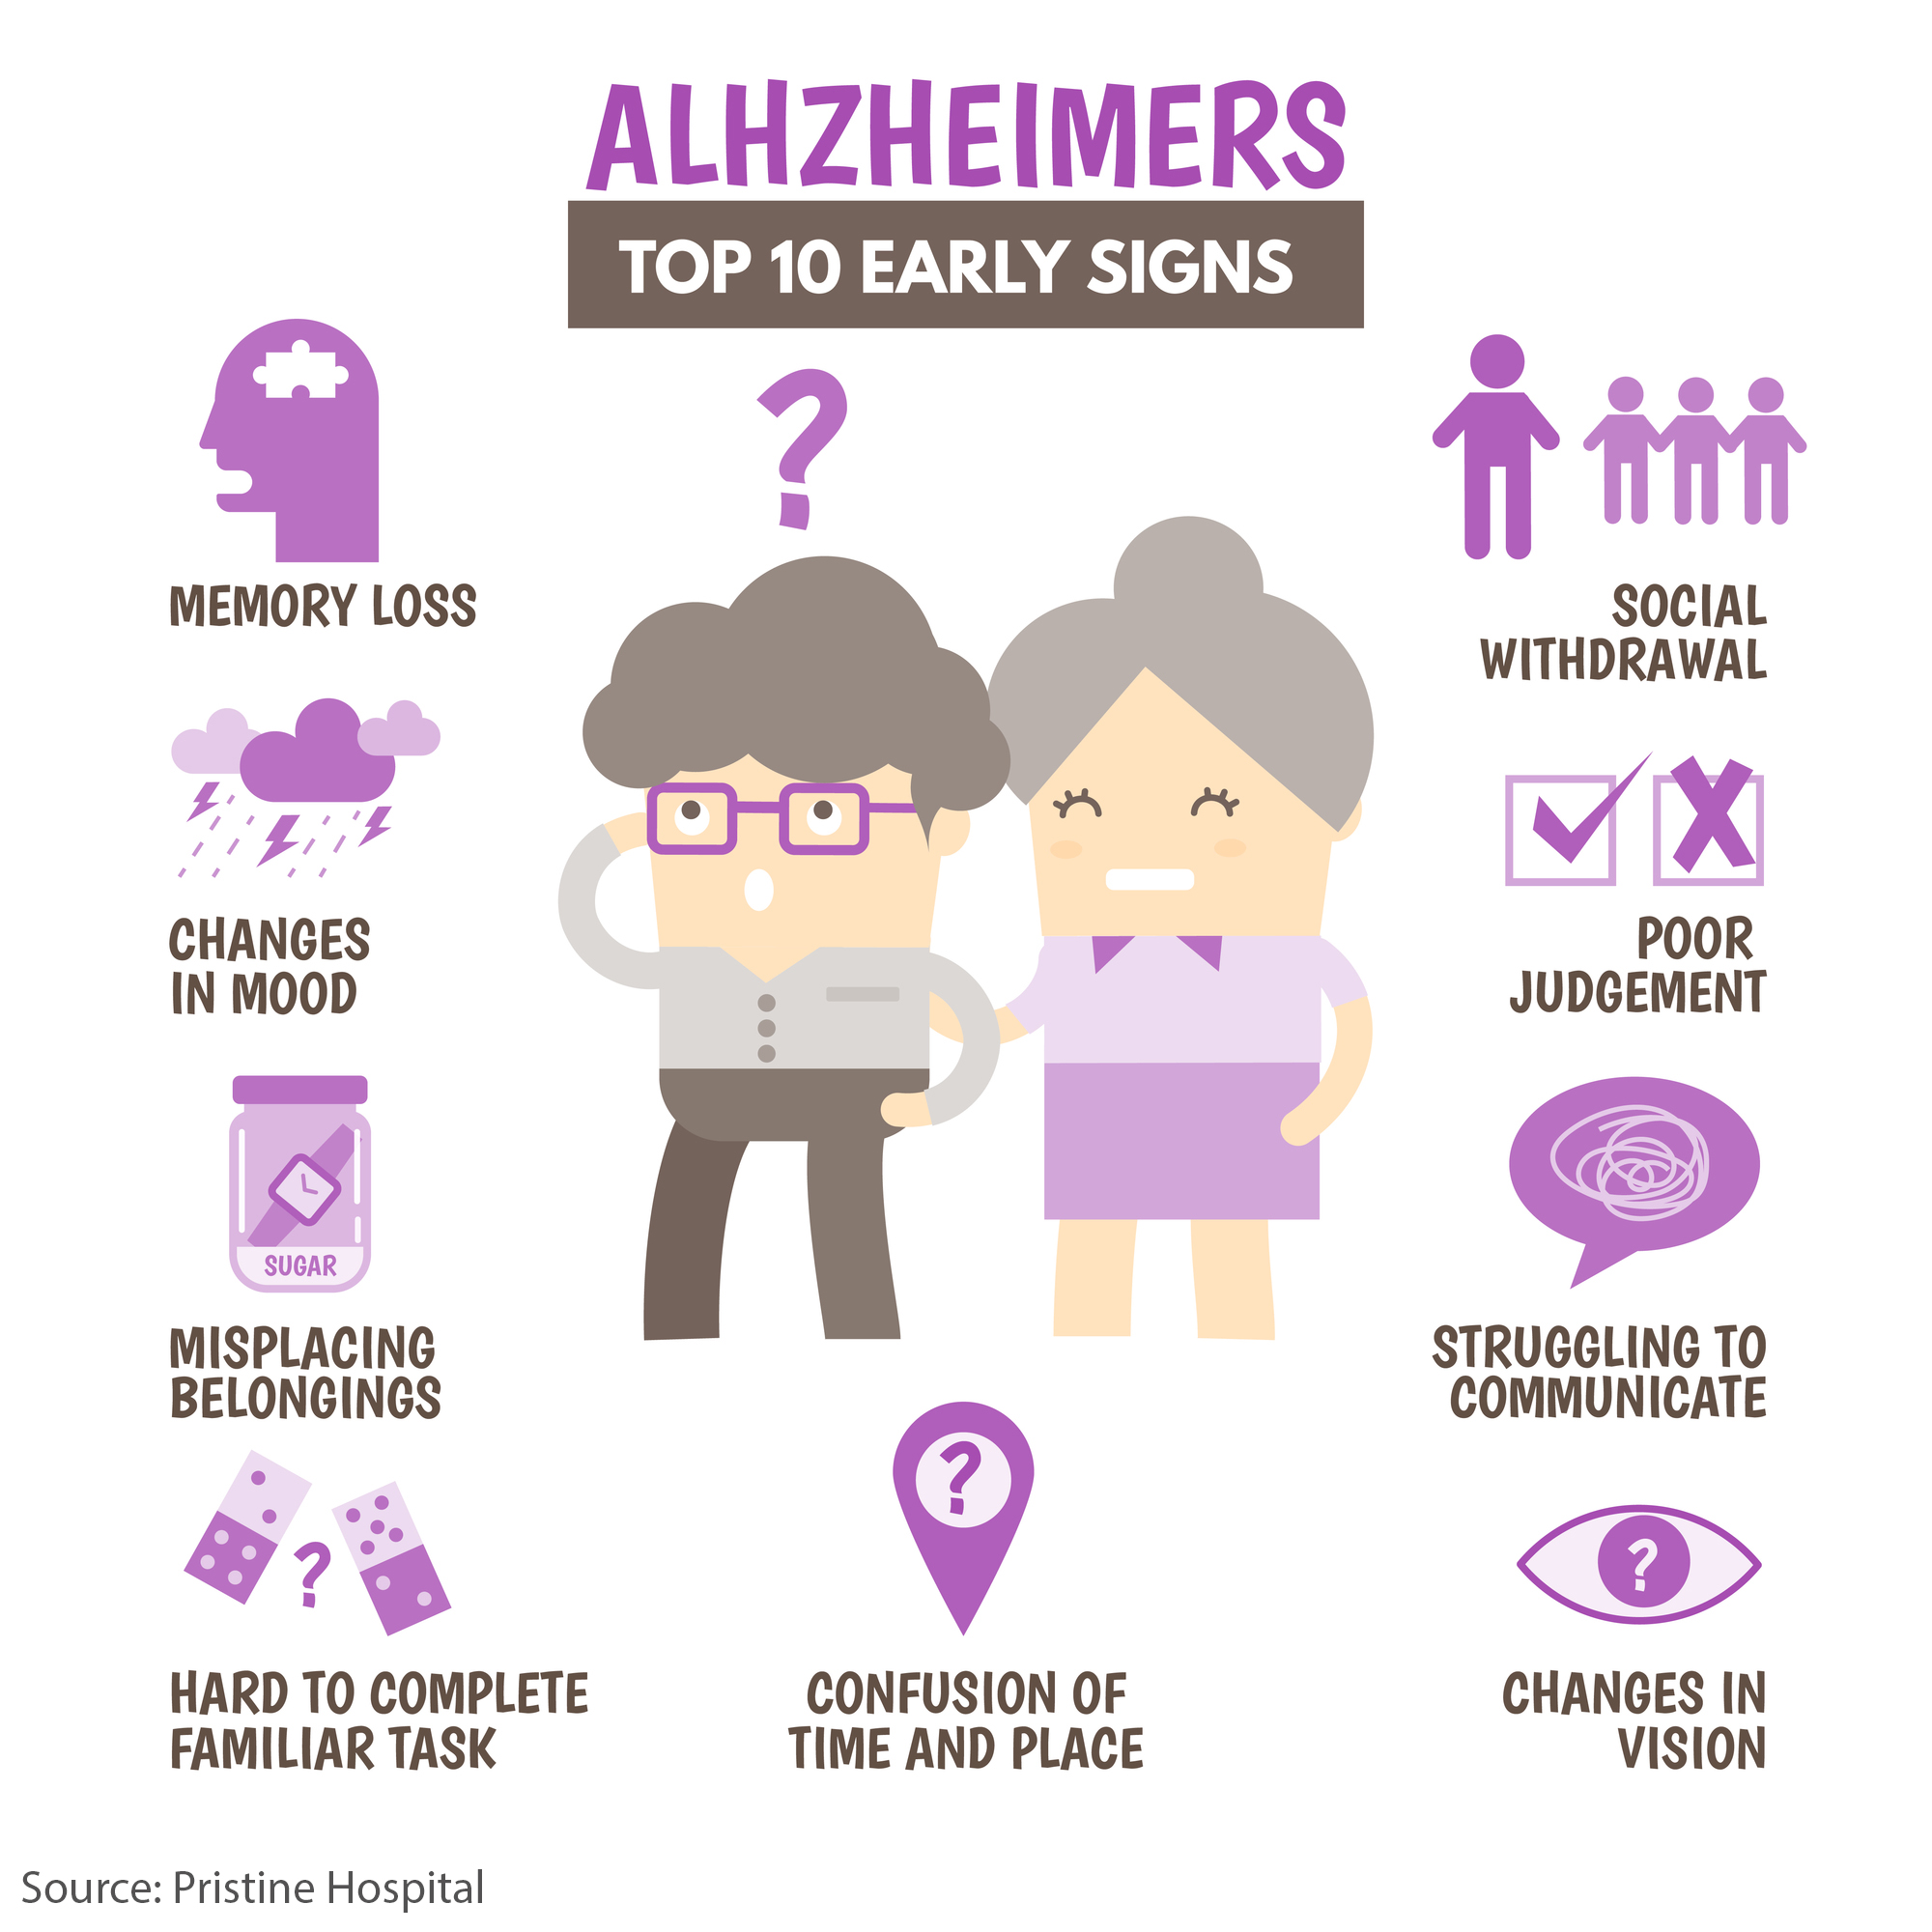 ALHZHEIMERS
TOP 10 EARLY SIGNS
?
MEMORY LOSS
SOCIAL
WITHDRAWAL
CHANGES
IN MOOD
POOR
JUDGEMENT
SUGAR
MISPLACING
BELONGINGS
STRUGGLING TO
COMMUNICATE
?
HARD TO COMPLETE
FAMILIAR TASK
?
CONFUSION OF
TIME AND PLACE
?
CHANGES IN
VISION
Source: Pristine Hospital